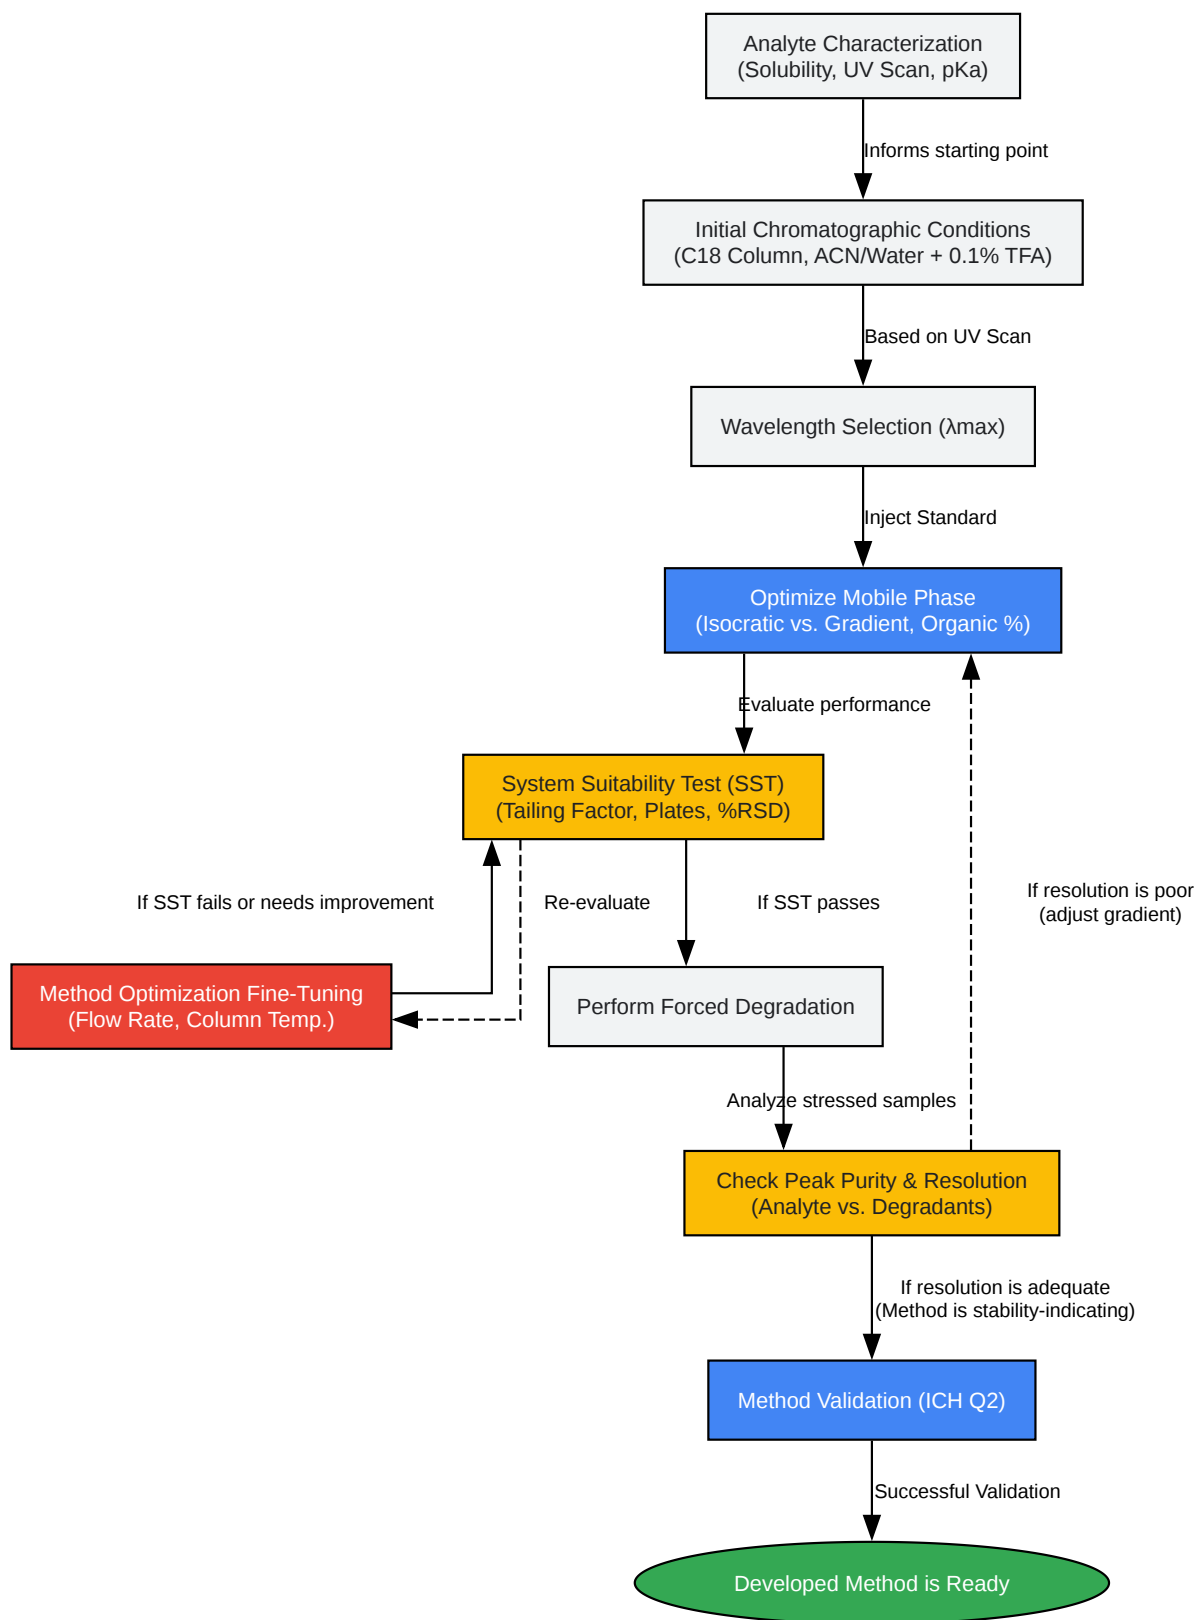 Analyte Characterization
(Solubility, UV Scan, pKa)
Informs starting point
Initial Chromatographic Conditions
(C18 Column, ACN/Water + 0.1% TFA)
Based on UV Scan
Wavelength Selection (λmax)
Inject Standard
Optimize Mobile Phase
(Isocratic vs. Gradient, Organic %)
Evaluate performance
System Suitability Test (SST)
(Tailing Factor, Plates, %RSD)
If SST fails or needs improvement
Re-evaluate
If SST passes
If resolution is poor
(adjust gradient)
Method Optimization Fine-Tuning
(Flow Rate, Column Temp.)
Perform Forced Degradation
Analyze stressed samples
Check Peak Purity & Resolution
(Analyte vs. Degradants)
If resolution is adequate
(Method is stability-indicating)
Method Validation (ICH Q2)
Successful Validation
Developed Method is Ready